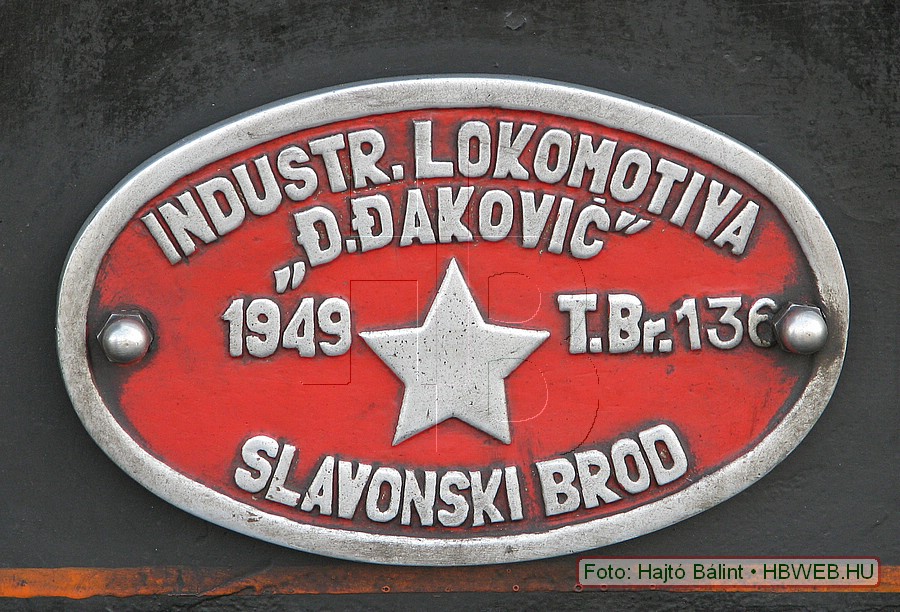 INDUSTR. LOKOMOTIVA
„Đ.ĐAKOVIĆ”
1949 T.Br. 136
SLAVONSKI BROD
Foto: Hajtó Bálint • HBWEB.HU